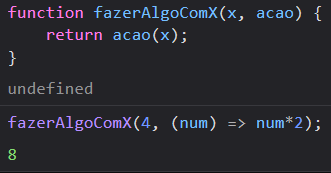 function fazerAlgoComX(x, acao) {
    return acao(x);
}
undefined
fazerAlgoComX(4, (num) => num*2);
8